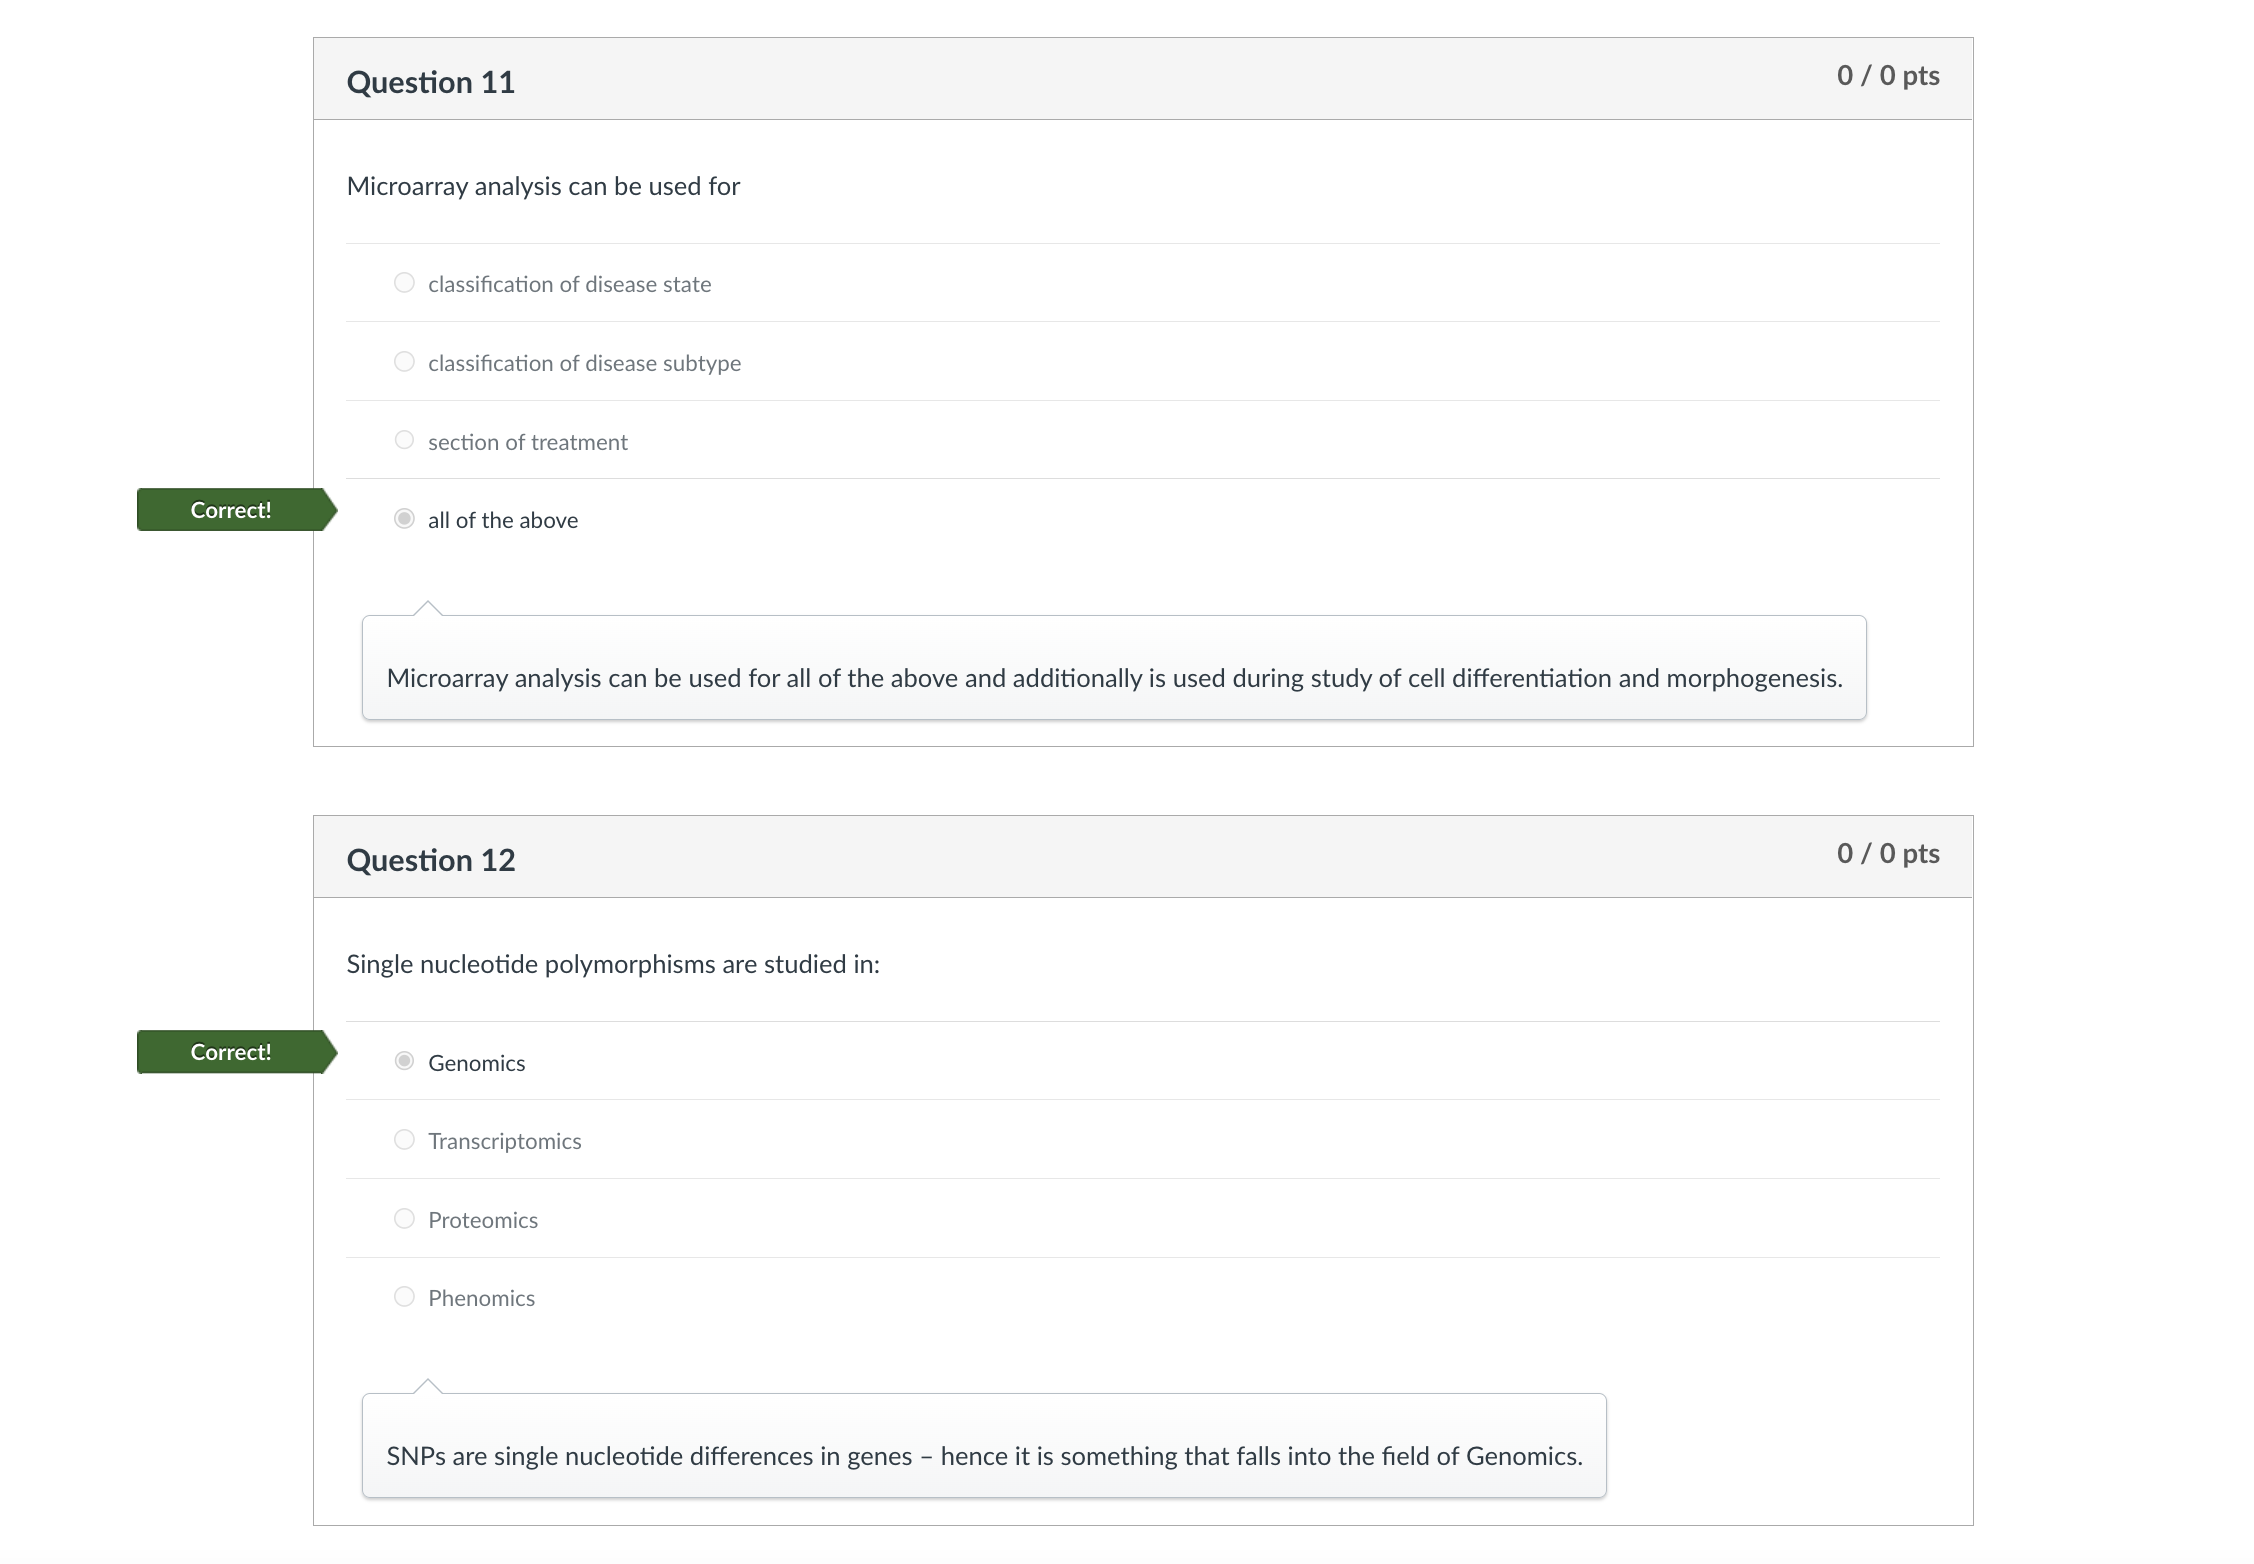 Question 11
0 / 0 pts
Microarray analysis can be used for
classification of disease state
classification of disease subtype
section of treatment
Correct!
all of the above
Microarray analysis can be used for all of the above and additionally is used during study of cell differentiation and morphogenesis.
Question 12
0 / 0 pts
Single nucleotide polymorphisms are studied in:
Correct!
Genomics
Transcriptomics
Proteomics
Phenomics
SNPs are single nucleotide differences in genes – hence it is something that falls into the field of Genomics.